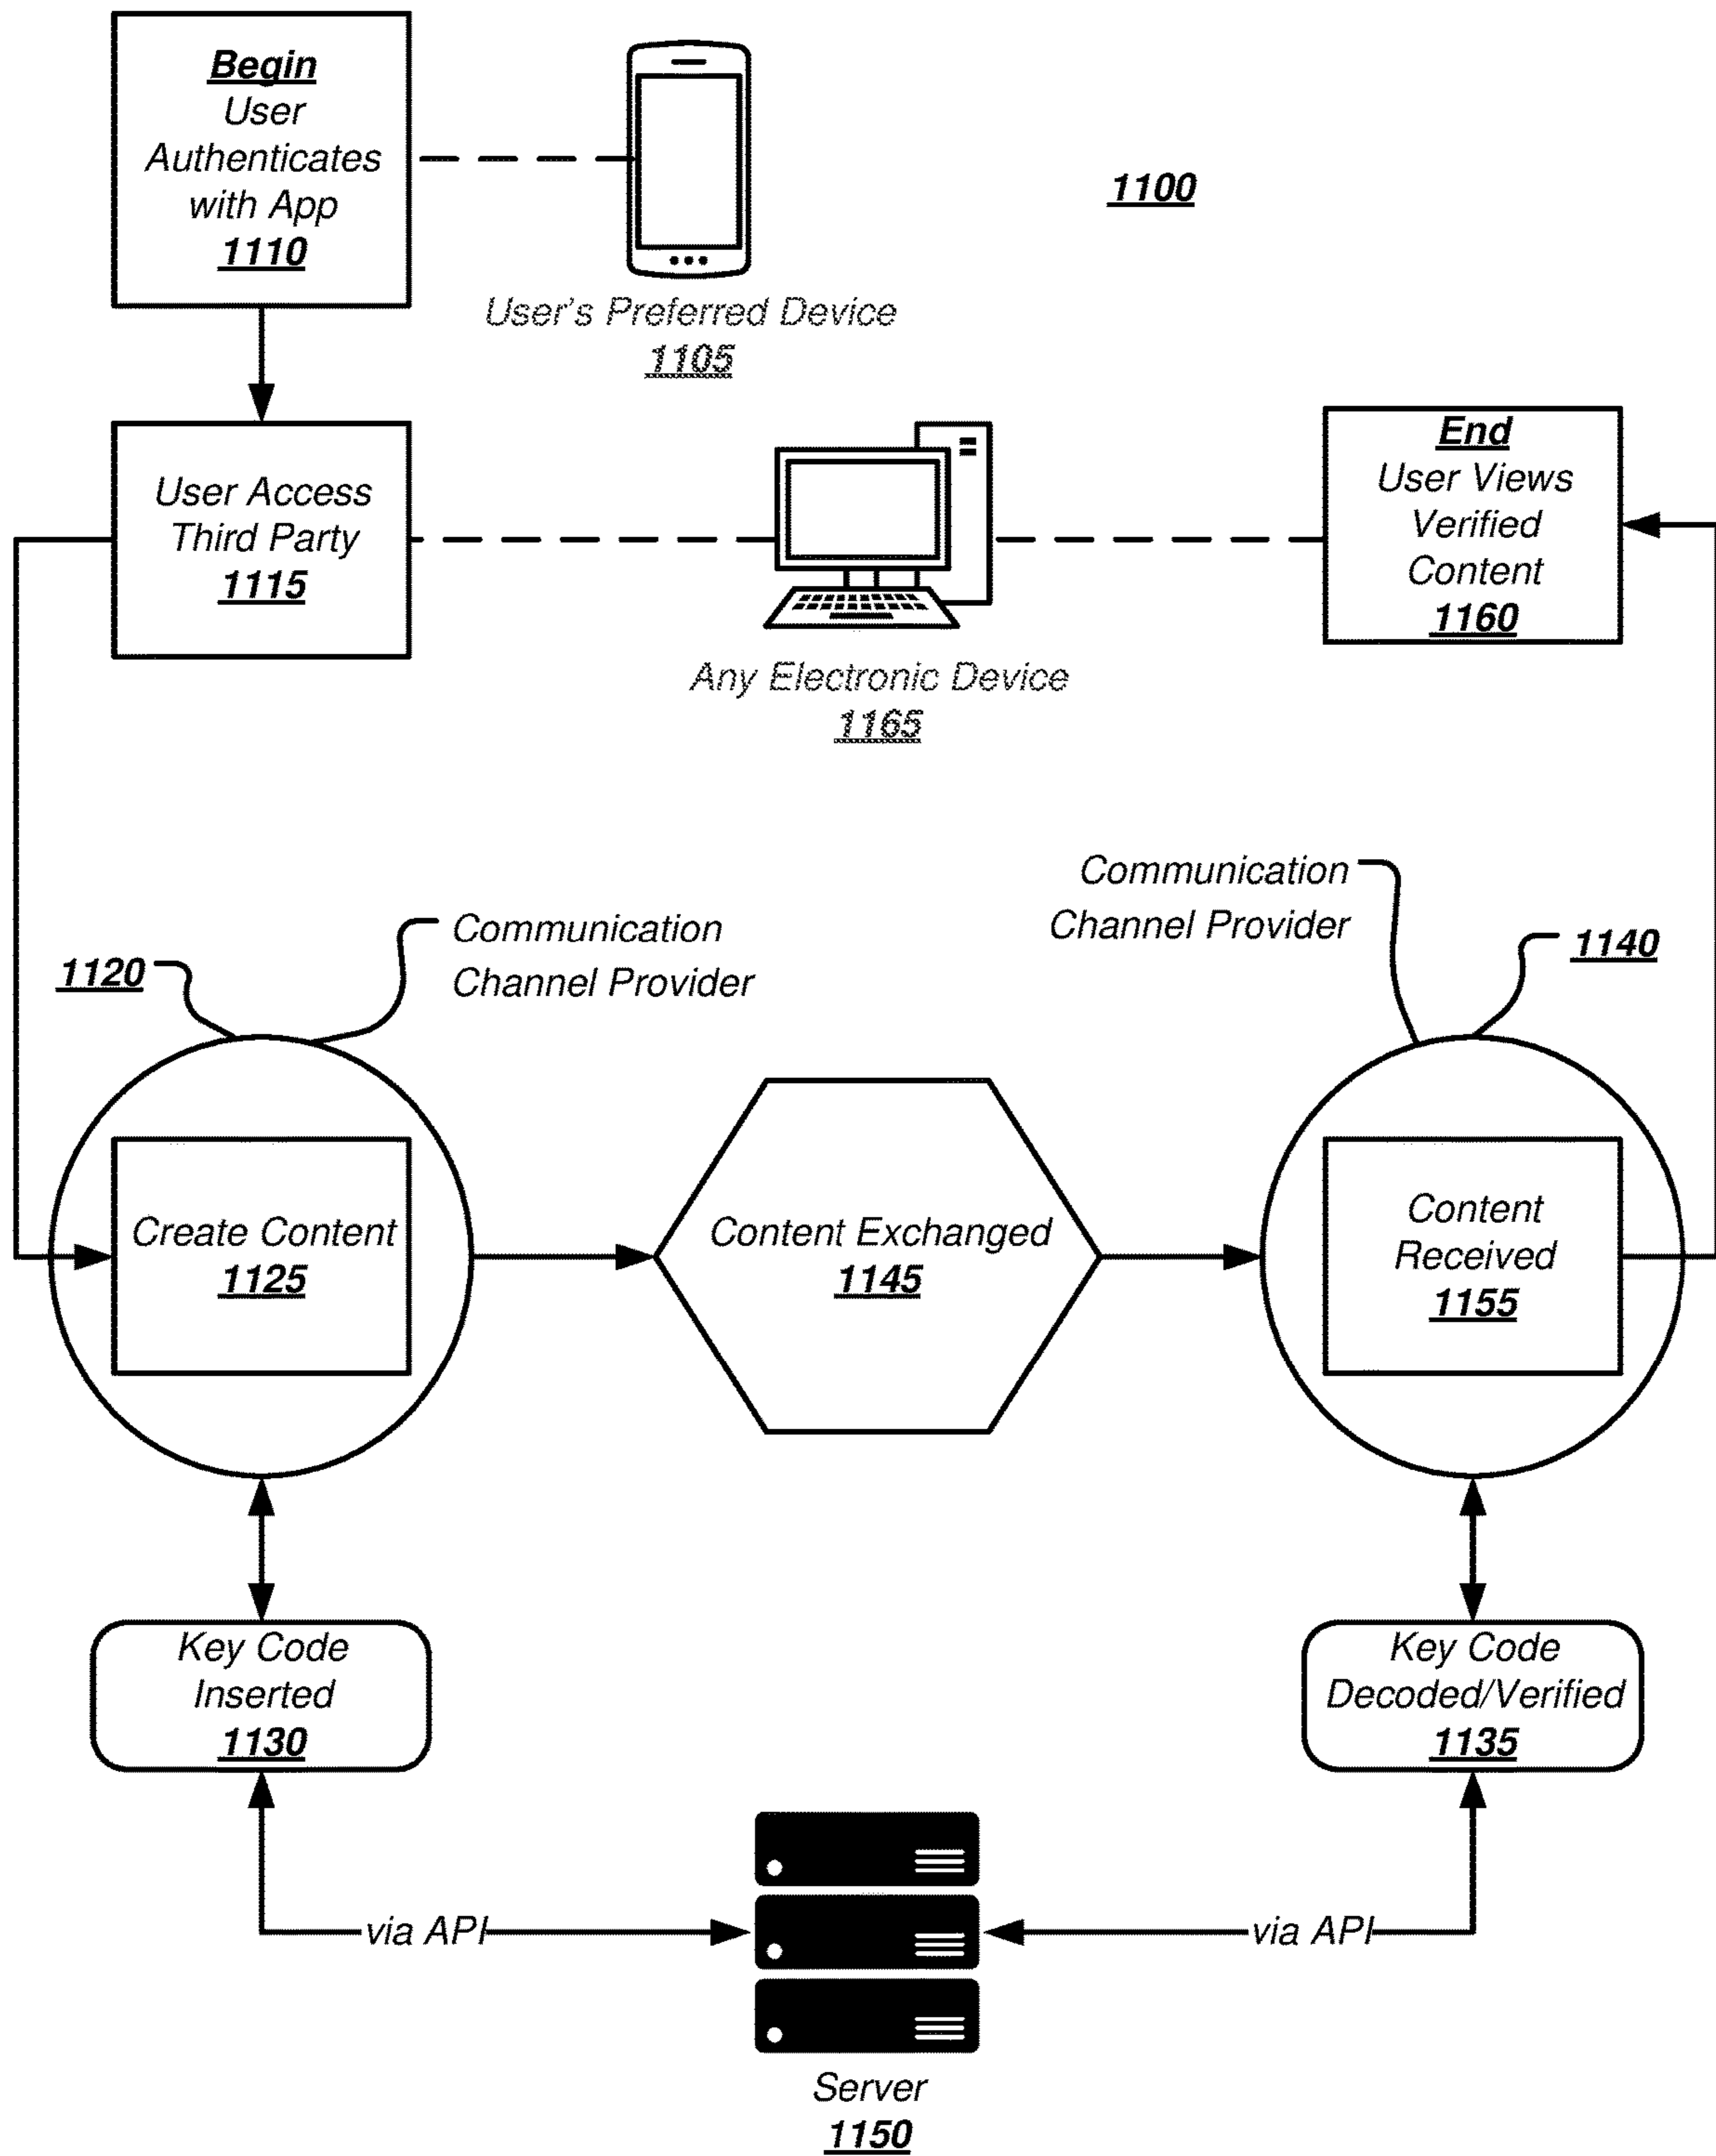 Begin
User
Authenticates
with App
1110
User's Preferred Device
1105
1100
User Access
Third Party
1115
Any Electronic Device
1165
End
User Views
Verified
Content
1160
1120
Communication
Channel Provider
Communication
Channel Provider
1140
Create Content
1125
Content Exchanged
1145
Content
Received
1155
Key Code
Inserted
1130
Key Code
Decoded/Verified
1135
via API
via API
Server
1150